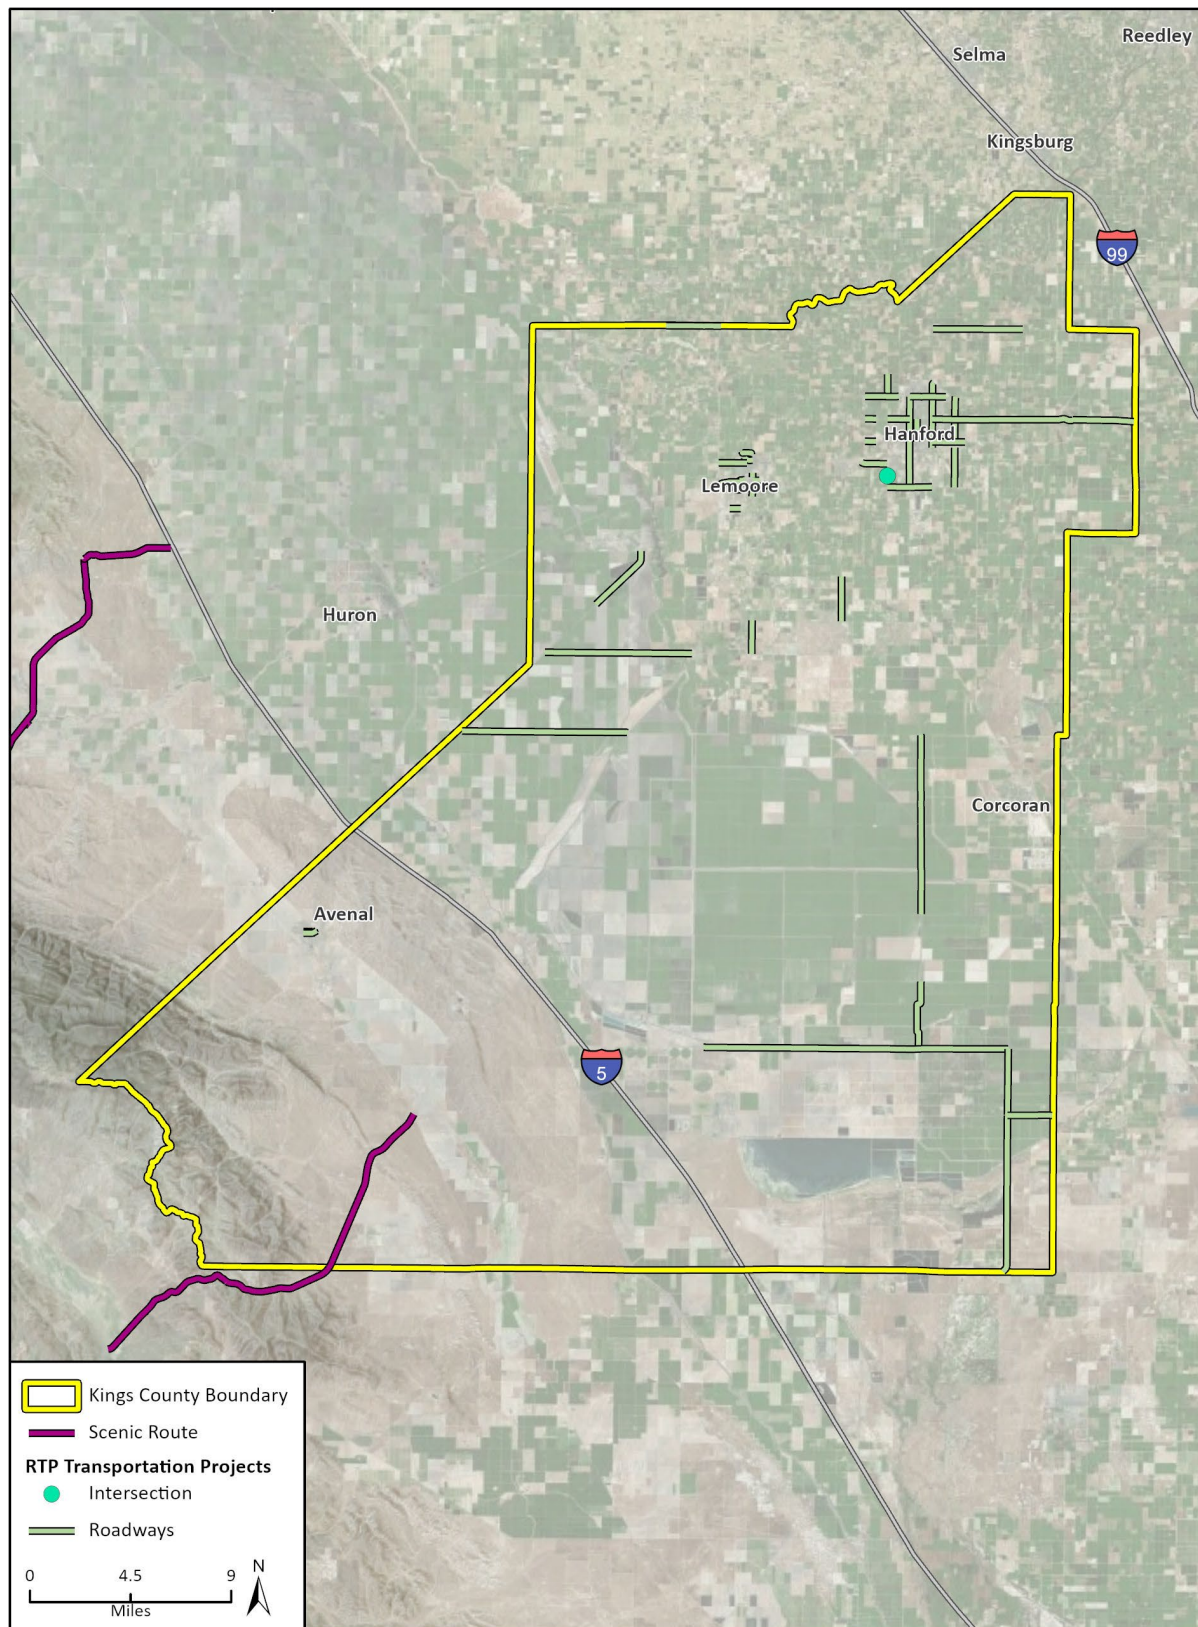 Reedley
Selma
Kingsburg
99
Hanford
Lemoore
Huron
Corcoran
Avenal
5
Kings County Boundary
Scenic Route
RTP Transportation Projects
Intersection
Roadways
0 4.5 9
Miles
N